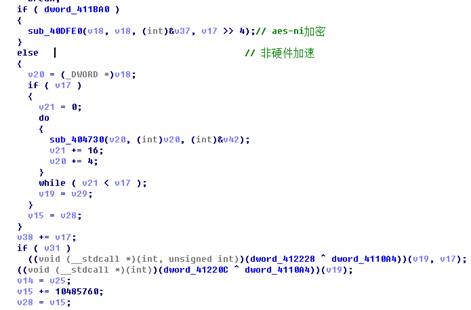 if ( dword_411BA0 )
{
sub_40DFE0(v18, v18, (int)&v37, v17 >> 4);// aes-ni加密
}
else // 非硬件加速
{
v20 = (_DWORD *)v18;
if ( v17 )
{
v21 = 0;
do
{
sub_404730(v20, (int)v20, (int)&v42);
v21 += 16;
v20 += 4;
}
while ( v21 < v17 );
v19 = v29;
}
v15 = v28;
}
v38 += v17;
if ( v31 )
((void (__stdcall *)(int, unsigned int))(dword_412228 ^ dword_4110A4))(v19, v17);
((void (__stdcall *)(int))(dword_41220C ^ dword_4110A4))(v19);
v14 = v25;
v15 += 10485760;
v28 = v15;